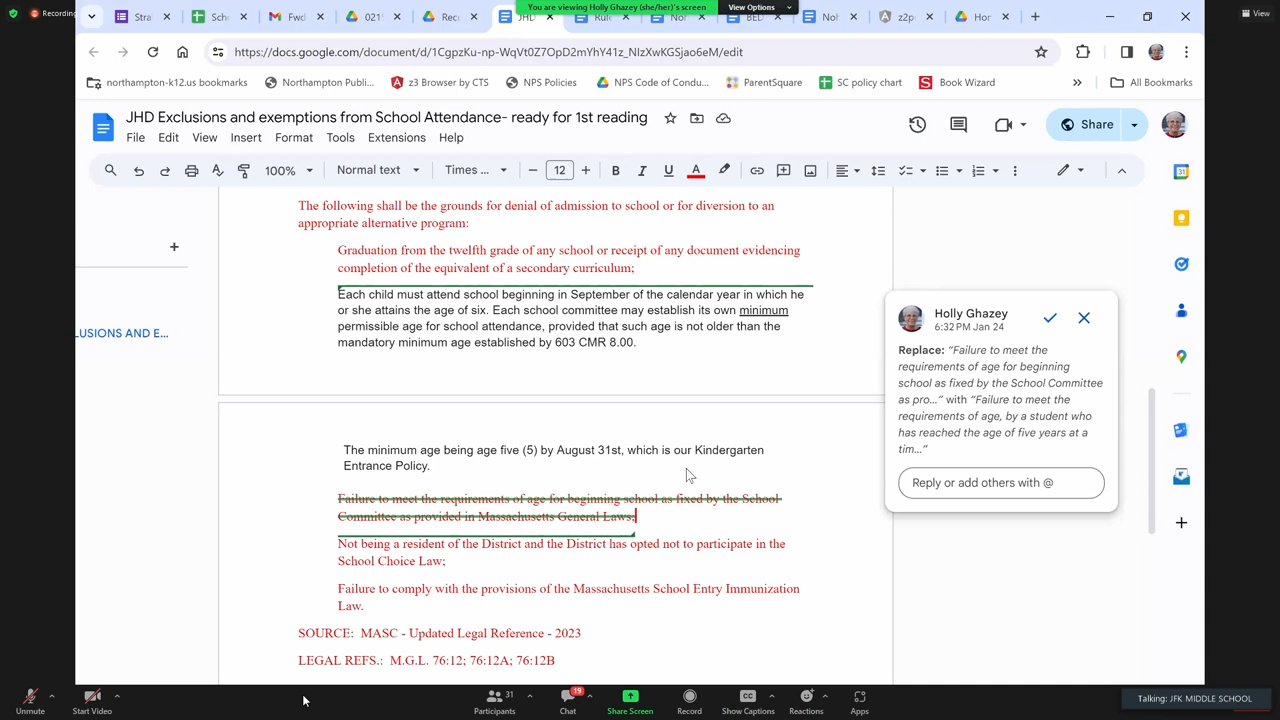 Recording
You are viewing Holly Ghazey (she/her)'s screen
View Options
View
Stra
Sch
Fwd
021
Rec
JHD
Rul
BED
No
z2p
Hor
https://docs.google.com/document/d/1CgpzKu-np-WqVt0Z7OpD2mYhY41z_NIzXwKGSjao6eM/edit
northampton-k12.us bookmarks
Northampton Publi...
z3 Browser by CTS
NPS Policies
NPS Code of Condu...
ParentSquare
SC policy chart
Book Wizard
All Bookmarks
JHD Exclusions and exemptions from School Attendance- ready for 1st reading
File
Edit
View
Insert
Format
Tools
Extensions
Help
Share
100%
Normal text
Times ...
12
B
I
U
A
The following shall be the grounds for denial of admission to school or for diversion to an
appropriate alternative program:
Graduation from the twelfth grade of any school or receipt of any document evidencing
completion of the equivalent of a secondary curriculum;
Each child must attend school beginning in September of the calendar year in which he
or she attains the age of six. Each school committee may establish its own minimum
permissible age for school attendance, provided that such age is not older than the
mandatory minimum age established by 603 CMR 8.00.
LUSIONS AND E...
The minimum age being age five (5) by August 31st, which is our Kindergarten
Entrance Policy.
Failure to meet the requirements of age for beginning school as fixed by the School
Committee as provided in Massachusetts General Laws;
Not being a resident of the District and the District has opted not to participate in the
School Choice Law;
Failure to comply with the provisions of the Massachusetts School Entry Immunization
Law.
SOURCE: MASC - Updated Legal Reference - 2023
LEGAL REFS.: M.G.L. 76:12; 76:12A; 76:12B
Holly Ghazey
6:32 PM Jan 24
Replace: "Failure to meet the
requirements of age for beginning
school as fixed by the School Committee
as pro..." with "Failure to meet the
requirements of age, by a student who
has reached the age of five years at a
tim..."
Reply or add others with @
31
Unmute
Start Video
Participants
19
Chat
Share Screen
Record
CC
Show Captions
Reactions
Apps
Talking: JFK MIDDLE SCHOOL